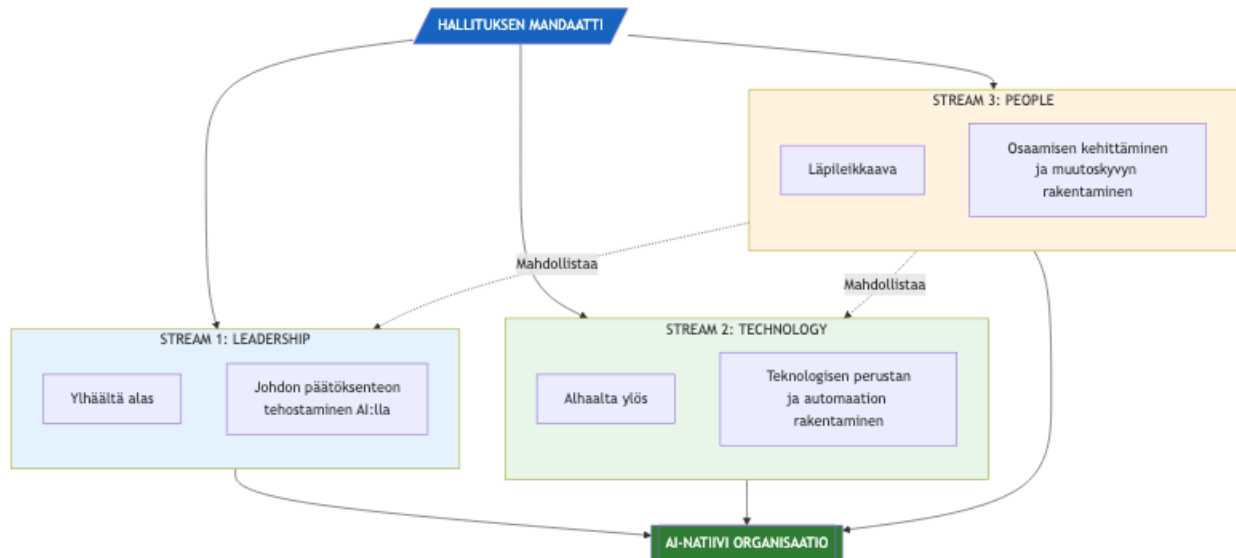 HALLITUKSEN MANDAATTI
STREAM 3: PEOPLE
Läpileikkaava
Osaamisen kehittäminen
ja muutoskyvyn
rakentaminen
Mahdollistaa
Mahdollistaa
STREAM 1: LEADERSHIP
Ylhäältä alas
Johdon päätöksenteon
tehostaminen AI:lla
STREAM 2: TECHNOLOGY
Alhaalta ylös
Teknologisen perustan
ja automaation
rakentaminen
AI-NATIIVI ORGANISAATIO